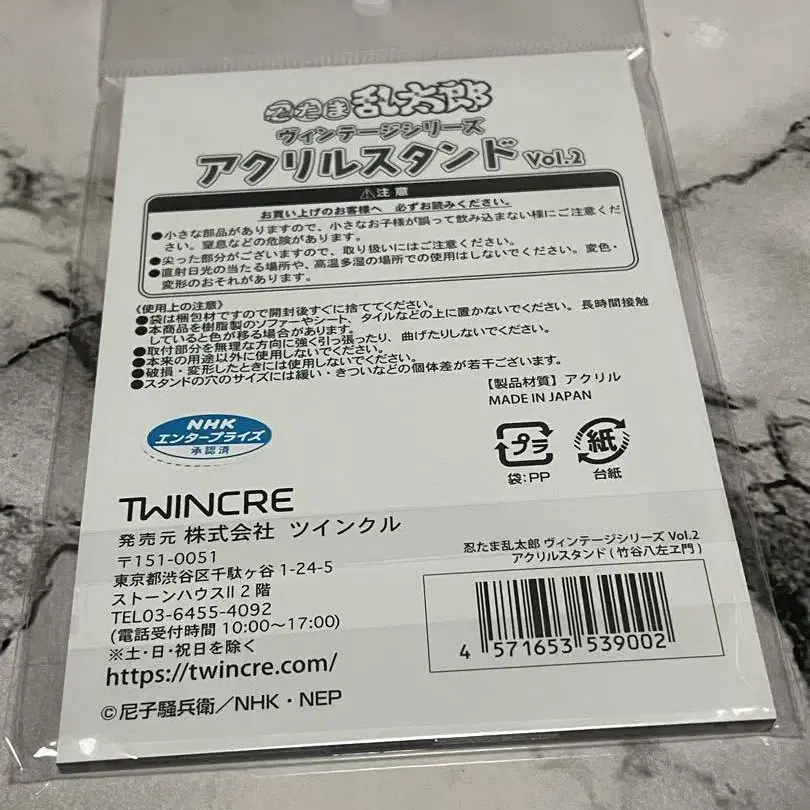 忍たま乱太郎
ヴィンテージシリーズ
アクリルスタンド Vol.2
⚠注意
お買い上げのお客様へ 必ずお読みください。
●小さな部品がありますので、小さなお子様が誤って飲み込まない様にご注意くだ
さい。窒息などの危険があります。
●尖った部分がございますので、取り扱いにはご注意ください。
●直射日光の当たる場所や、高温多湿の場所での使用はしないでください。変色・
変形のおそれがあります。
《使用上の注意》
●袋は梱包材ですので開封後すぐに捨ててください。
●本商品を樹脂製のソファーやシート、タイルなどの上に置かないでください。長時間接触
していると色が移る場合があります。
●取付部分を無理な方向に強く引っ張ったり、曲げたりしないでください。
●本来の用途以外に使用しないでください。
●破損・変形したときには使用しないでください。
●スタンドの穴のサイズには緩い・きついなどの個体差が若干ございます。
【製品材質】アクリル
MADE IN JAPAN
NHK
エンタープライズ
承認済
プラ
袋:PP
紙
台紙
TWINCRE
発売元 株式会社 ツインクル
〒151-0051
東京都渋谷区千駄ヶ谷 1-24-5
ストーンハウスII 2 階
TEL03-6455-4092
(電話受付時間 10:00〜17:00)
※土・日・祝日を除く
https://twincre.com/
©尼子騒兵衛/NHK・NEP
忍たま乱太郎 ヴィンテージシリーズ Vol.2
アクリルスタンド(竹谷八左ヱ門)
4 571653 539002